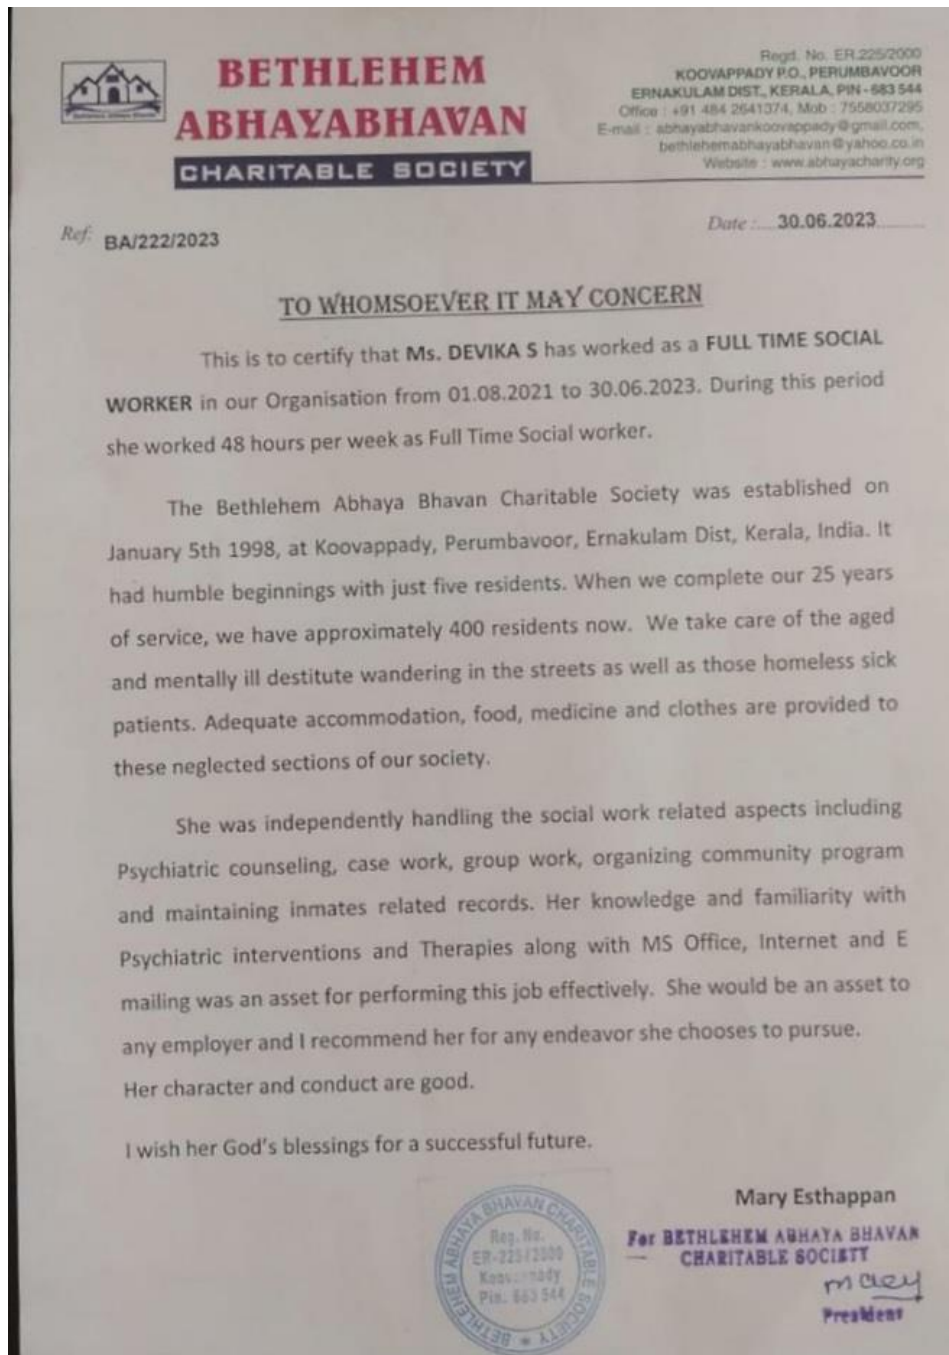 BETHLEHEM
ABHAYABHAVAN
CHARITABLE SOCIETY
Regd. No. ER.225/2000
KOOVAPPADY P.O., PERUMBAVOOR
ERNAKULAM DIST., KERALA, PIN - 683 544
Office : +91 484 2641374, Mob : 7558037295
E-mail : abhayabhavankoovappady@gmail.com,
bethlehemabhayabhavan@yahoo.co.in
Website : www.abhayacharity.org
Ref: BA/222/2023
Date :.... 30.06.2023
TO WHOMSOEVER IT MAY CONCERN
This is to certify that Ms. DEVIKA S has worked as a FULL TIME SOCIAL
WORKER in our Organisation from 01.08.2021 to 30.06.2023. During this period
she worked 48 hours per week as Full Time Social worker.
The Bethlehem Abhaya Bhavan Charitable Society was established on
January 5th 1998, at Koovappady, Perumbavoor, Ernakulam Dist, Kerala, India. It
had humble beginnings with just five residents. When we complete our 25 years
of service, we have approximately 400 residents now. We take care of the aged
and mentally ill destitute wandering in the streets as well as those homeless sick
patients. Adequate accommodation, food, medicine and clothes are provided to
these neglected sections of our society.
She was independently handling the social work related aspects including
Psychiatric counseling, case work, group work, organizing community program
and maintaining inmates related records. Her knowledge and familiarity with
Psychiatric interventions and Therapies along with MS Office, Internet and E
mailing was an asset for performing this job effectively. She would be an asset to
any employer and I recommend her for any endeavor she chooses to pursue.
Her character and conduct are good.
I wish her God's blessings for a successful future.
Mary Esthappan
For BETHLEHEM ABHAYA BHAVAN
CHARITABLE SOCIETY
President
BETHLEHEM ABHAYA BHAVAN CHARITABLE SOCIETY
Reg. No.
ER-225/2000
Pin: 683 544